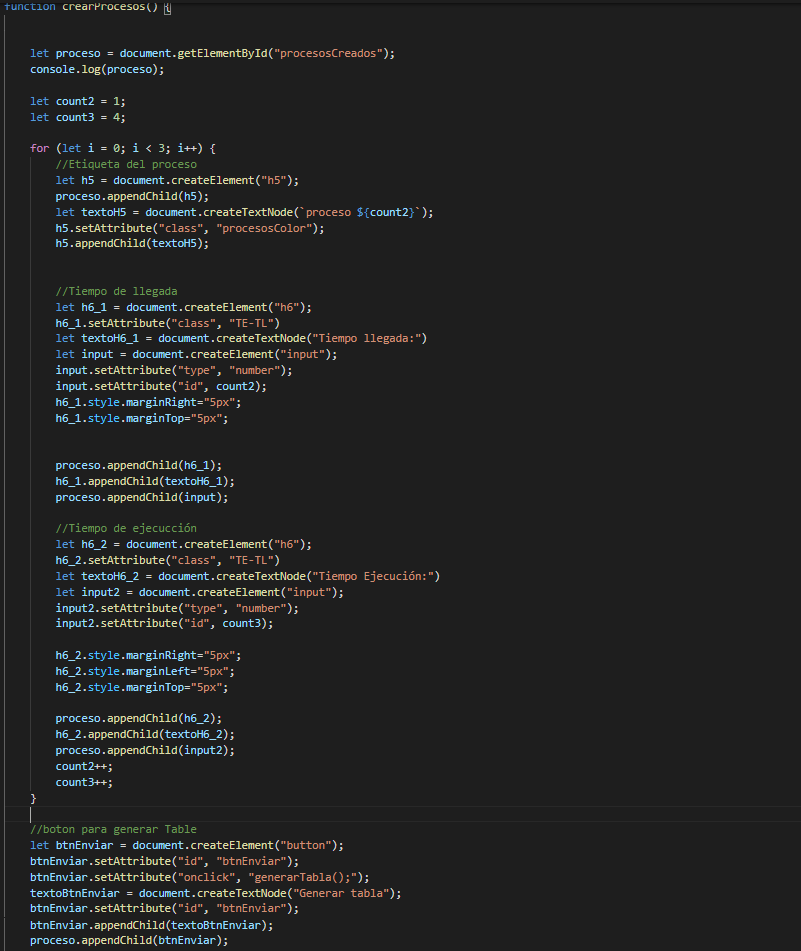 function crearProcesos() {
let proceso = document.getElementById("procesosCreados");
console.log(proceso);
let count2 = 1;
let count3 = 4;
for (let i = 0; i < 3; i++) {
//Etiqueta del proceso
let h5 = document.createElement("h5");
proceso.appendChild(h5);
let textoH5 = document.createTextNode(`proceso ${count2}`);
h5.setAttribute("class", "procesosColor");
h5.appendChild(textoH5);
//Tiempo de llegada
let h6_1 = document.createElement("h6");
h6_1.setAttribute("class", "TE-TL")
let textoH6_1 = document.createTextNode("Tiempo llegada:")
let input = document.createElement("input");
input.setAttribute("type", "number");
input.setAttribute("id", count2);
h6_1.style.marginRight="5px";
h6_1.style.marginTop="5px";
proceso.appendChild(h6_1);
h6_1.appendChild(textoH6_1);
proceso.appendChild(input);
//Tiempo de ejecucción
let h6_2 = document.createElement("h6");
h6_2.setAttribute("class", "TE-TL")
let textoH6_2 = document.createTextNode("Tiempo Ejecución:")
let input2 = document.createElement("input");
input2.setAttribute("type", "number");
input2.setAttribute("id", count3);
h6_2.style.marginRight="5px";
h6_2.style.marginLeft="5px";
h6_2.style.marginTop="5px";
proceso.appendChild(h6_2);
h6_2.appendChild(textoH6_2);
proceso.appendChild(input2);
count2++;
count3++;
}
//boton para generar Table
let btnEnviar = document.createElement("button");
btnEnviar.setAttribute("id", "btnEnviar");
btnEnviar.setAttribute("onclick", "generarTabla();");
textoBtnEnviar = document.createTextNode("Generar tabla");
btnEnviar.setAttribute("id", "btnEnviar");
btnEnviar.appendChild(textoBtnEnviar);
proceso.appendChild(btnEnviar);